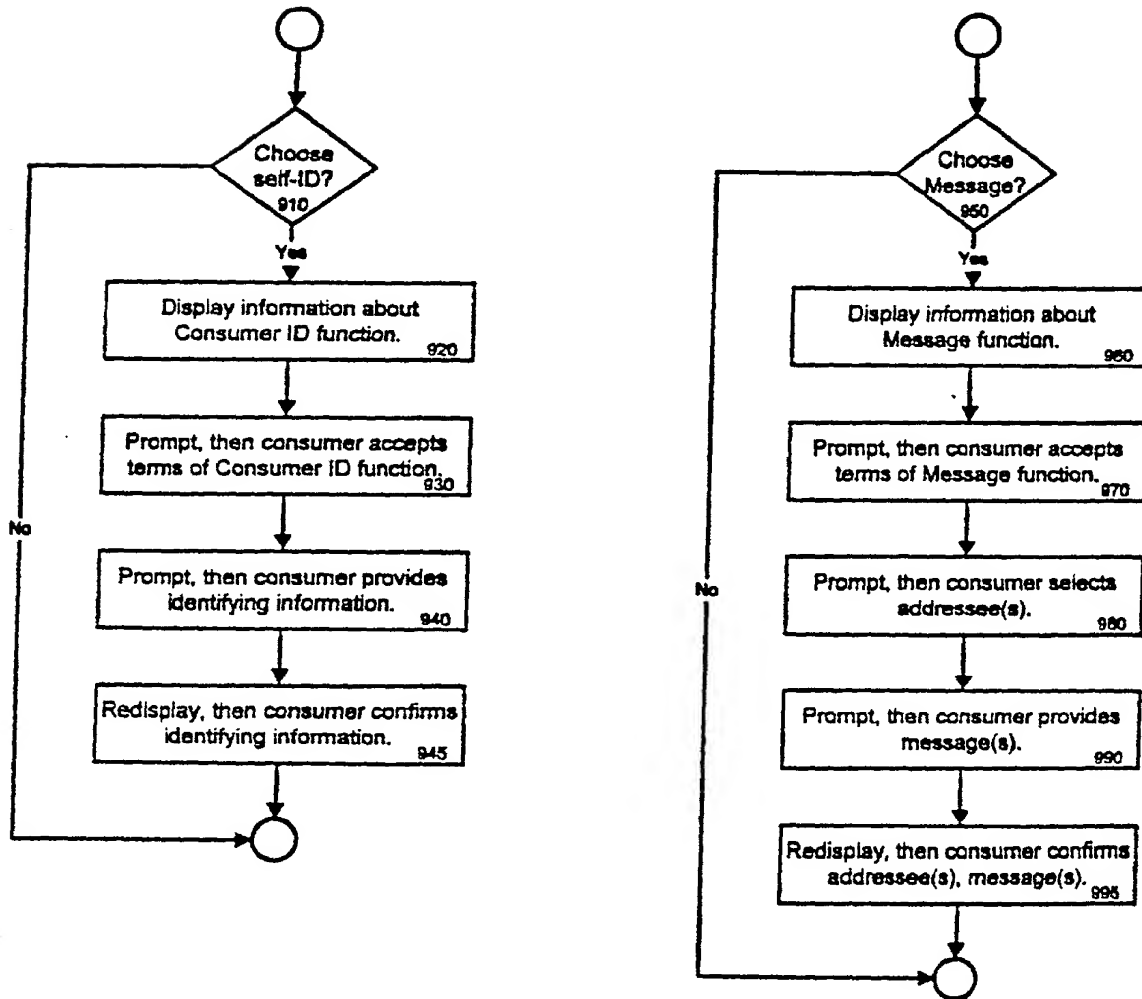 Choose
self-ID?
910
Yes
Display information about
Consumer ID function.
920
Prompt, then consumer accepts
terms of Consumer ID function.
930
No
Prompt, then consumer provides
identifying information.
940
Redisplay, then consumer confirms
identifying information.
945
Choose
Message?
950
Yes
Display information about
Message function.
960
Prompt, then consumer accepts
terms of Message function.
970
No
Prompt, then consumer selects
addressee(s).
980
Prompt, then consumer provides
message(s).
990
Redisplay, then consumer confirms
addressee(s), message(s).
995